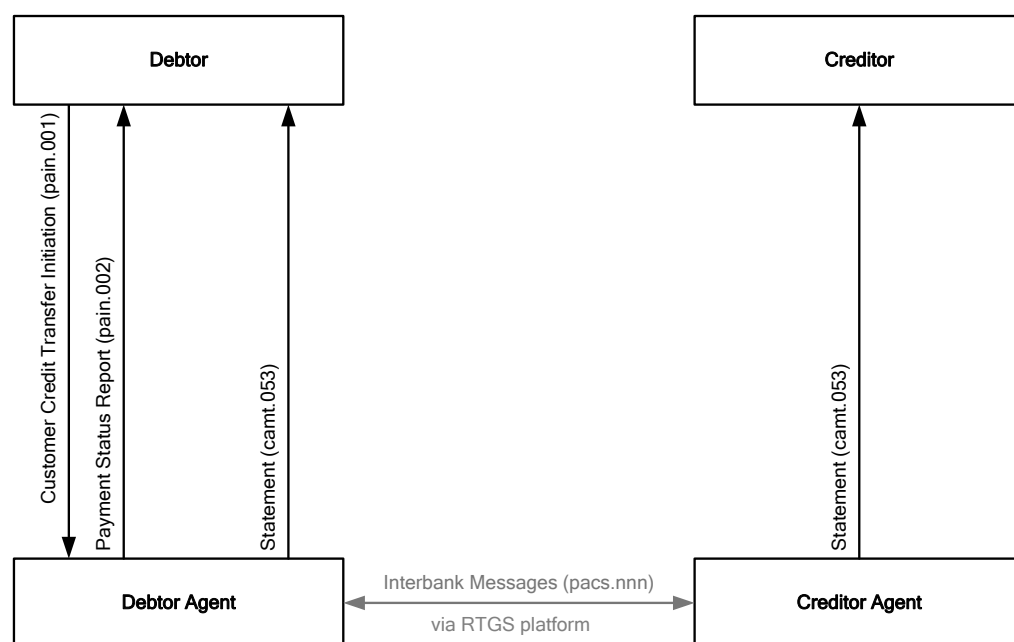 Debtor
Creditor
Customer Credit Transfer Initiation (pain.001)
Payment Status Report (pain.002)
Statement (camt.053)
Statement (camt.053)
Debtor Agent
Interbank Messages (pacs.nnn)
via RTGS platform
Creditor Agent